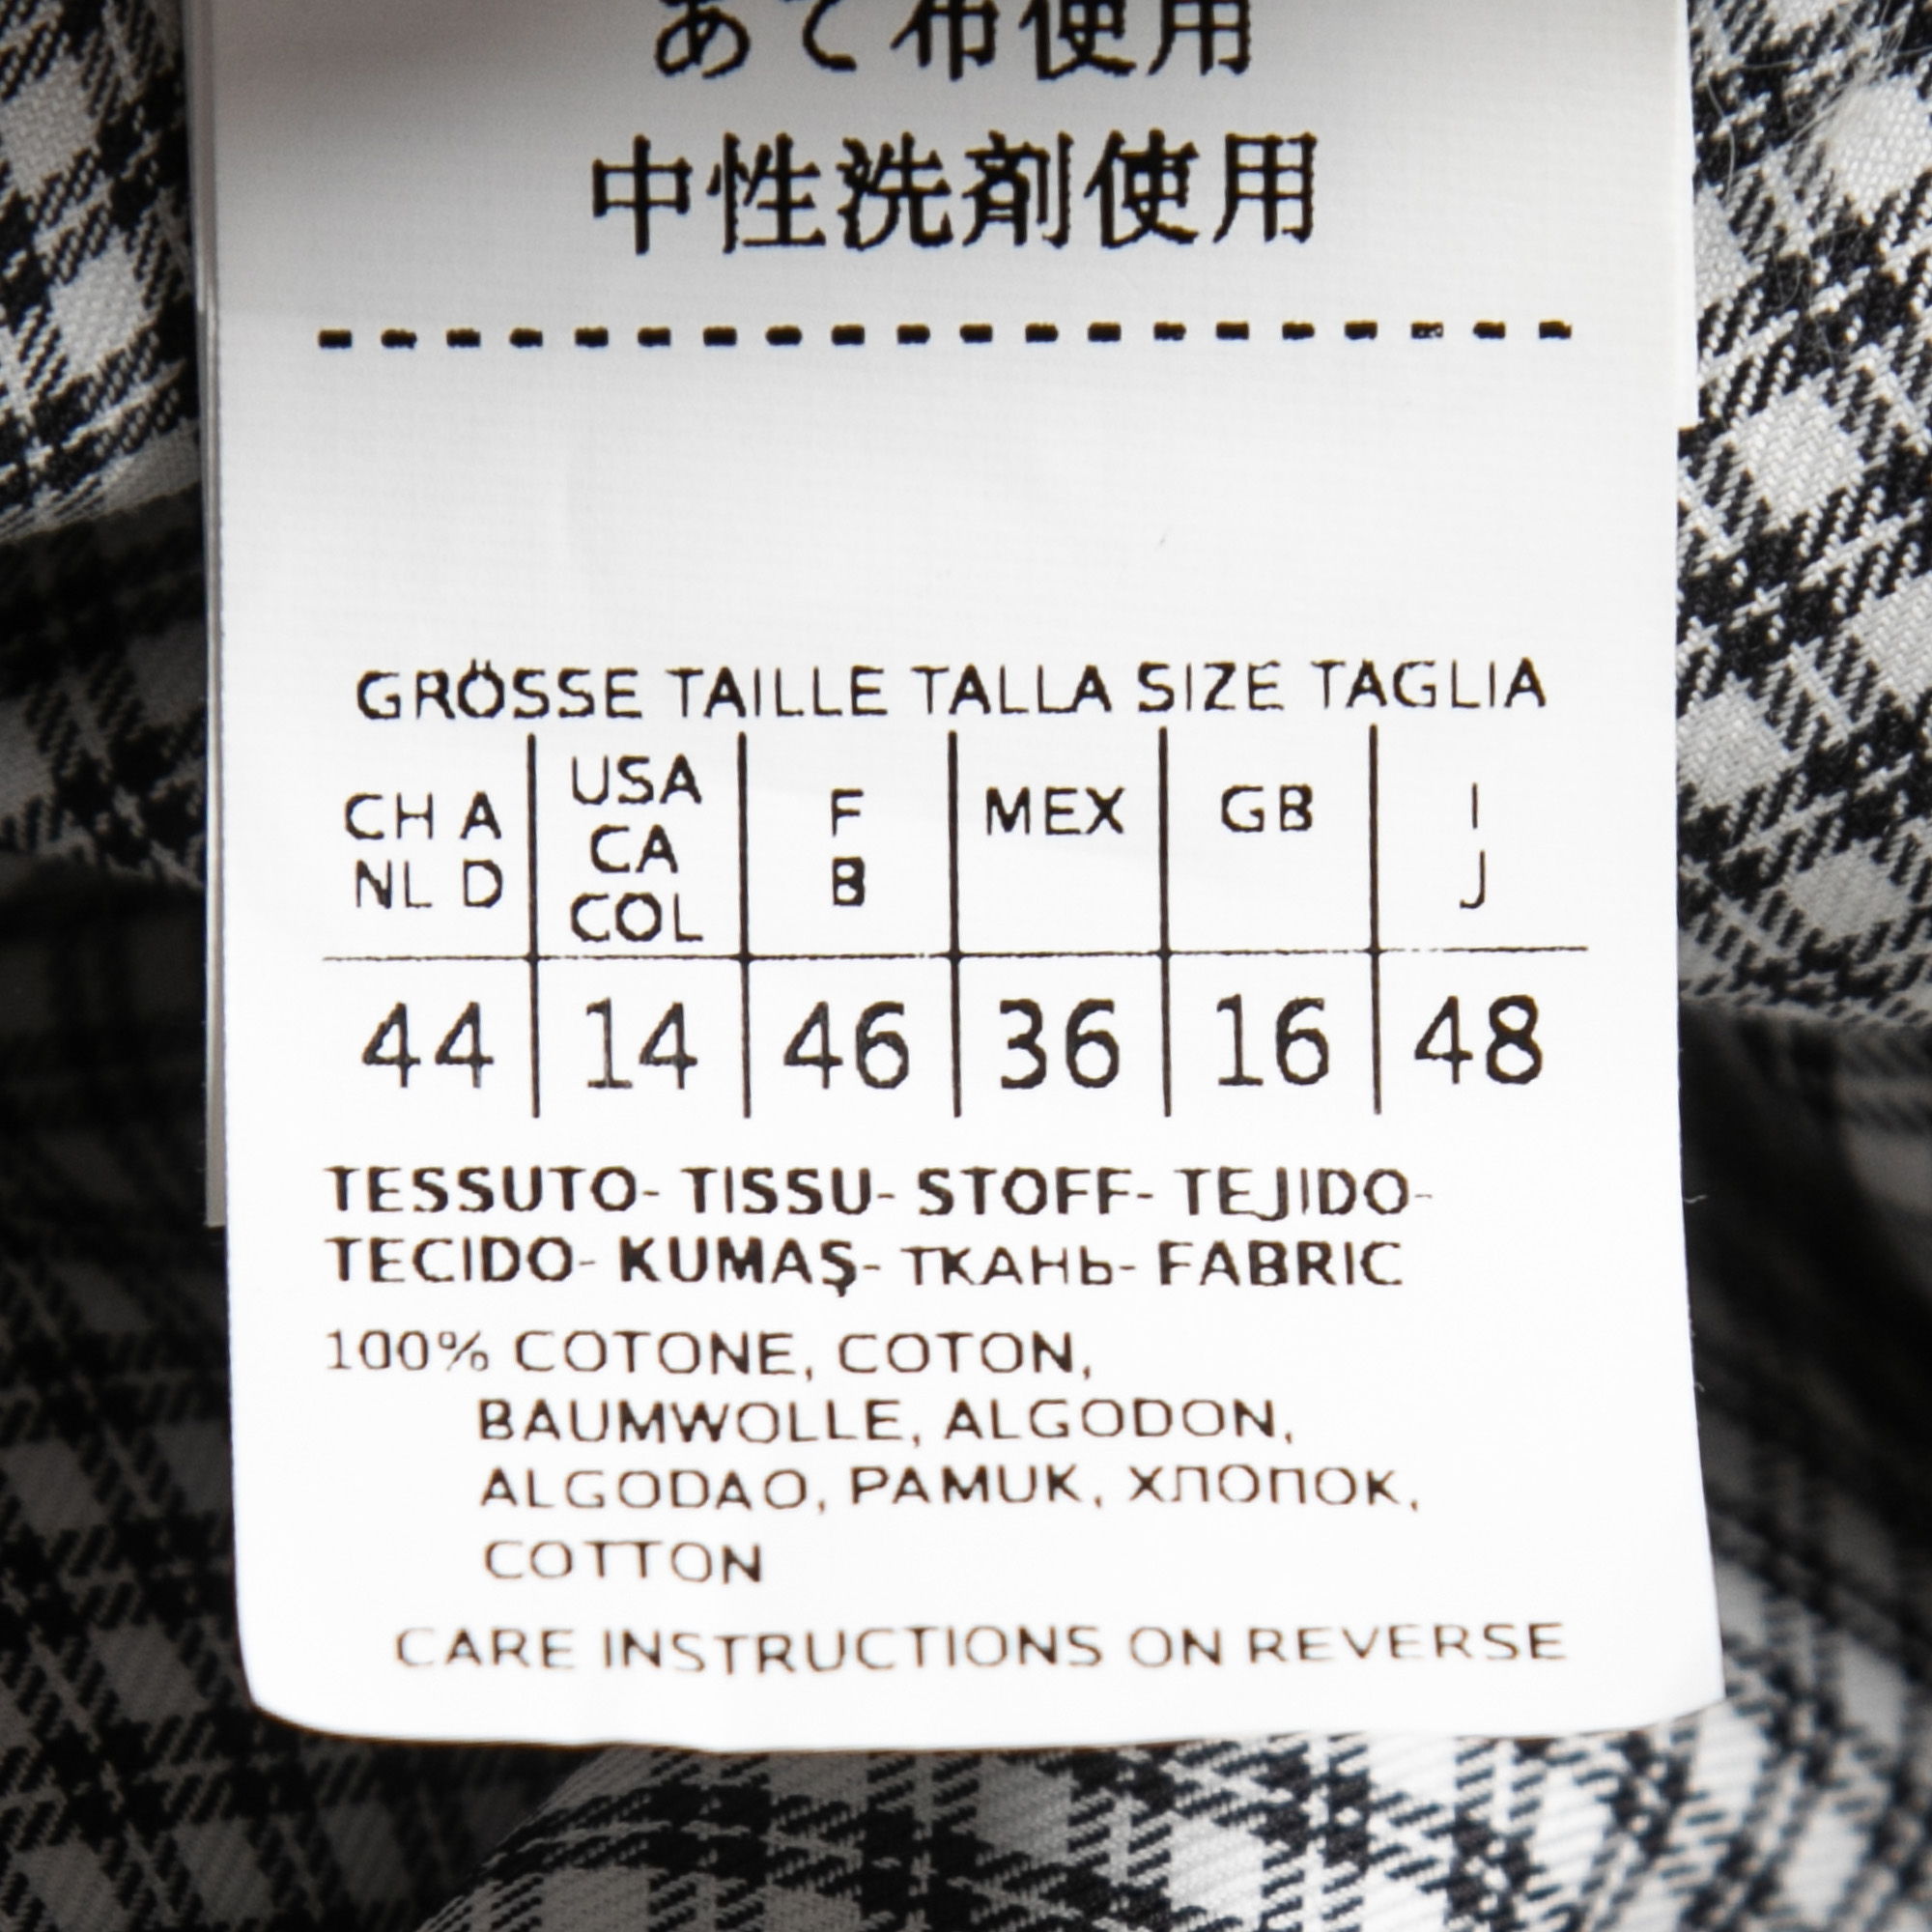 あて布使用
中性洗剤使用
GRÖSSE TAILLE TALLA SIZE TAGLIA
CH A NL D
USA CA COL
F B
MEX
GB
I J
44 14 46 36 16 48
TESSUTO- TISSU- STOFF- TEJIDO-
TECIDO- KUMAŞ- ТКАНЬ- FABRIC
100% COTONE, COTON,
BAUMWOLLE, ALGODON,
ALGODAO, PAMUK, ХЛОПОК,
COTTON
CARE INSTRUCTIONS ON REVERSE